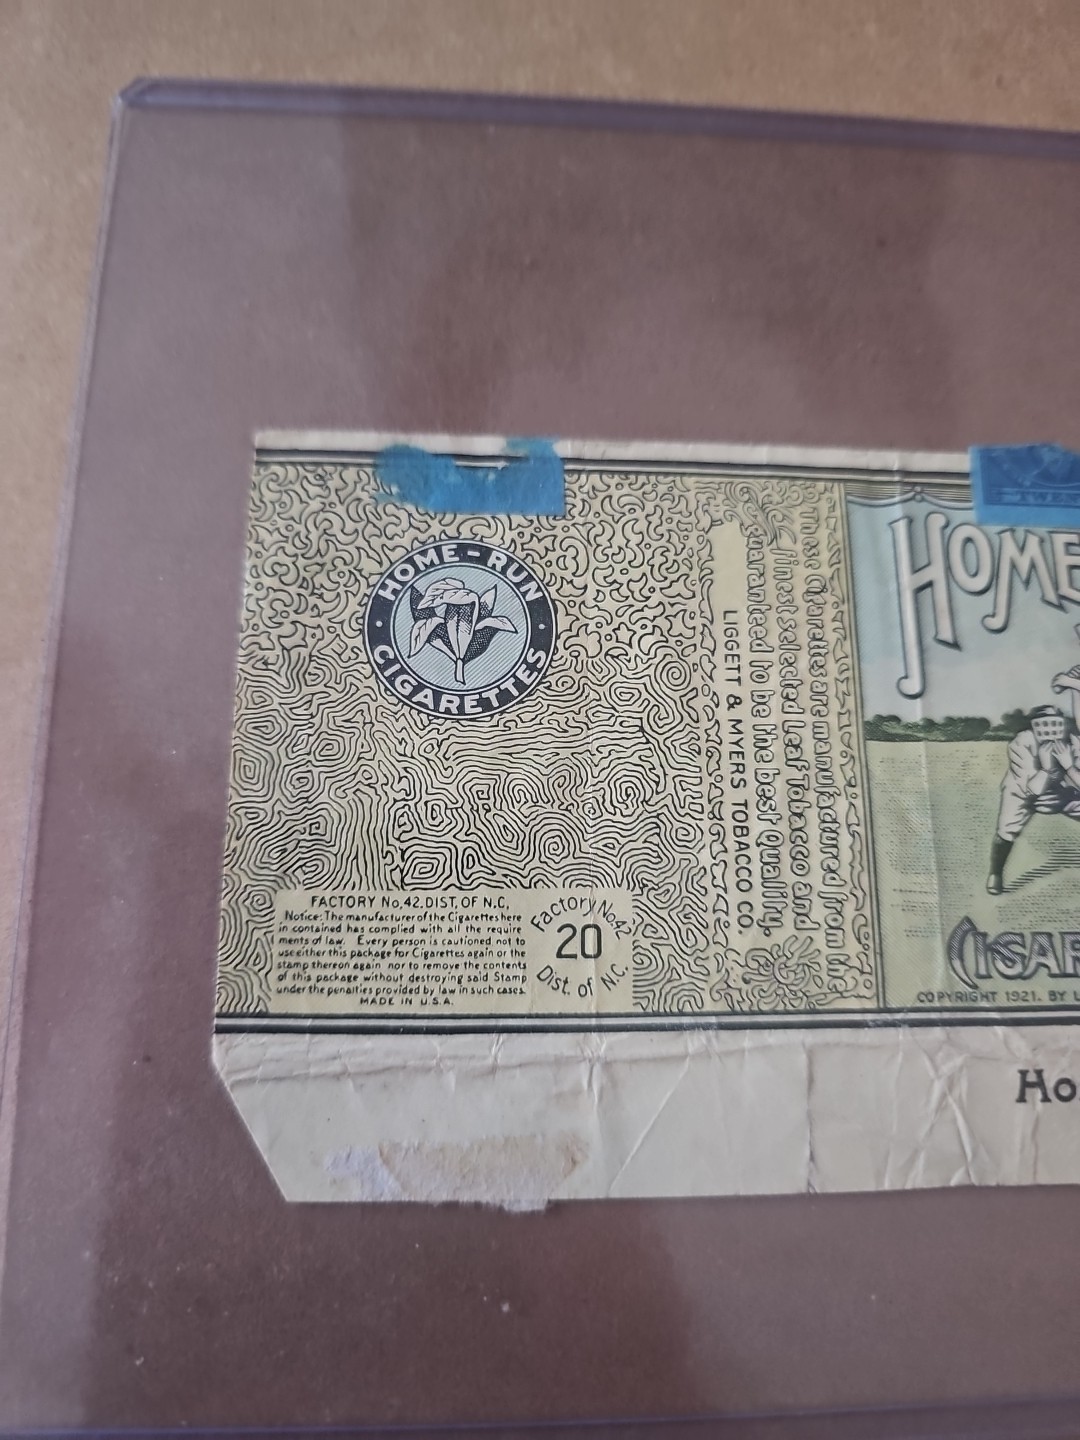 HOME-RUN
CIGARETTES
FACTORY No. 42. DIST. OF N.C.
Notice: The manufacturer of the Cigarettes here
in contained has complied with all the require
ments of law. Every person is cautioned not to
use either this package for Cigarettes again or the
stamp thereon again nor to remove the contents
of this package without destroying said Stamp
under the penalties provided by law in such cases.
MADE IN U.S.A.
Factory No. 42
20
Dist. of N.C.
These Cigarettes are manufactured from the
finest selected Leaf Tobacco and
guaranteed to be the best Quality.
LIGGETT & MYERS TOBACCO CO.
HOME
CIGAR
COPYRIGHT 1921. BY L
Ho